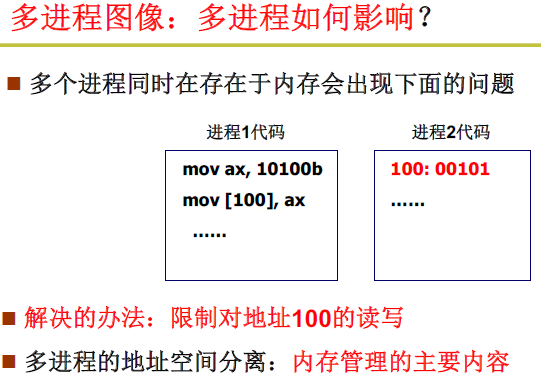 多进程图像：多进程如何影响？
多个进程同时在存在于内存会出现下面的问题
进程1代码
进程2代码
mov ax, 10100b
mov [100], ax
……
100: 00101
……
解决的办法：限制对地址100的读写
多进程的地址空间分离：内存管理的主要内容